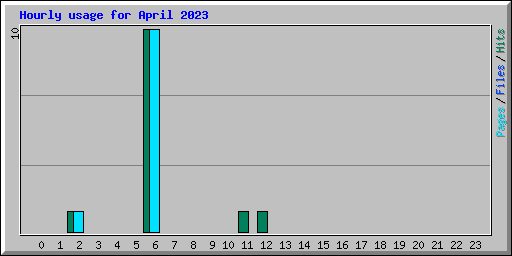 Hourly usage for April 2023
10
Pages/Files/Hits
0 1 2 3 4 5 6 7 8 9 10 11 12 13 14 15 16 17 18 19 20 21 22 23